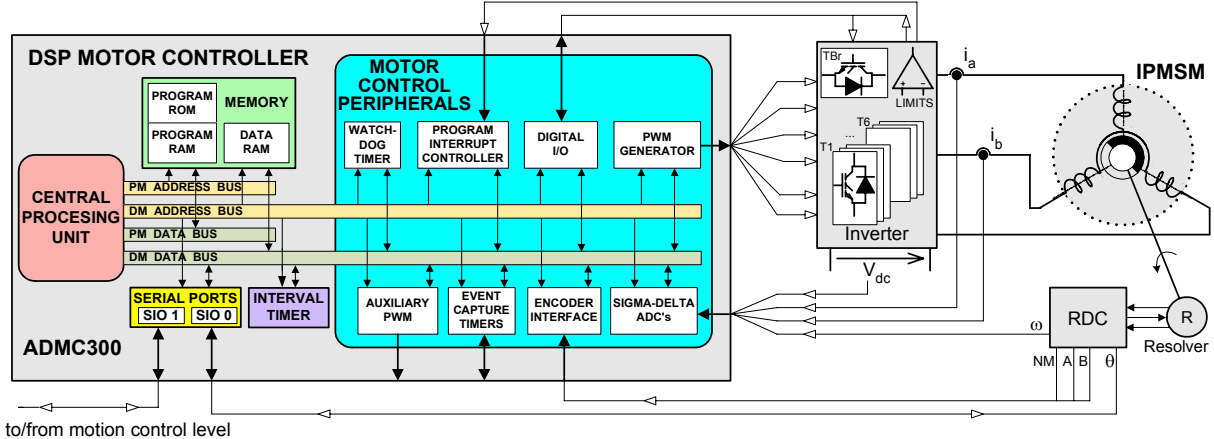 DSP MOTOR CONTROLLER
MEMORY
PROGRAM
ROM
PROGRAM
RAM
DATA
RAM
CENTRAL
PROCESING
UNIT
PM ADDRESS BUS
DM ADDRESS BUS
PM DATA BUS
DM DATA BUS
SERIAL PORTS
SIO 1
SIO 0
INTERVAL
TIMER
ADMC300
MOTOR
CONTROL
PERIPHERALS
WATCH-
DOG
TIMER
PROGRAM
INTERRUPT
CONTROLLER
DIGITAL
I/O
PWM
GENERATOR
AUXILIARY
PWM
EVENT
CAPTURE
TIMERS
ENCODER
INTERFACE
SIGMA-DELTA
ADC's
TBr
+ −
LIMITS
T6
...
T1
Inverter
Vdc
ia
ib
IPMSM
RDC
R
Resolver
ω
NM
A
B
θ
to/from motion control level